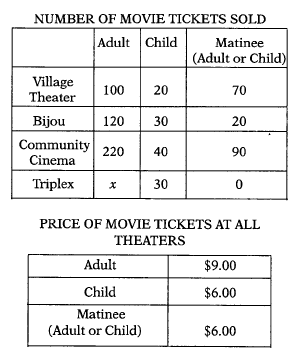 NUMBER OF MOVIE TICKETS SOLD
Adult Child Matinee
(Adult or Child)
Village
Theater 100 20 70
Bijou 120 30 20
Community
Cinema 220 40 90
Triplex x 30 0
PRICE OF MOVIE TICKETS AT ALL
THEATERS
Adult $9.00
Child $6.00
Matinee
(Adult or Child) $6.00